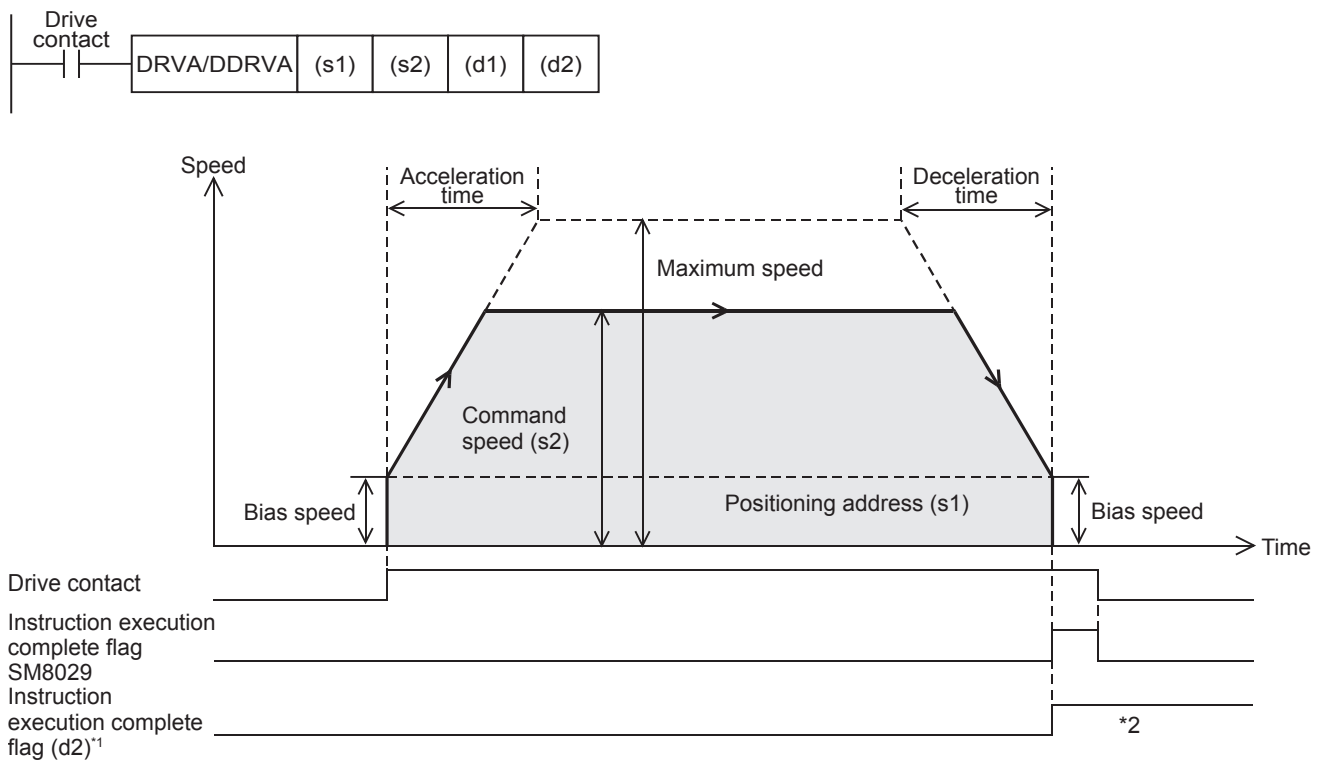 Drive
contact
DRVA/DDRVA (s1) (s2) (d1) (d2)
Speed
Acceleration
time
Deceleration
time
Maximum speed
Command
speed (s2)
Bias speed
Positioning address (s1)
Bias speed
Time
Drive contact
Instruction execution
complete flag
SM8029
Instruction
execution complete
flag (d2)*1
*2